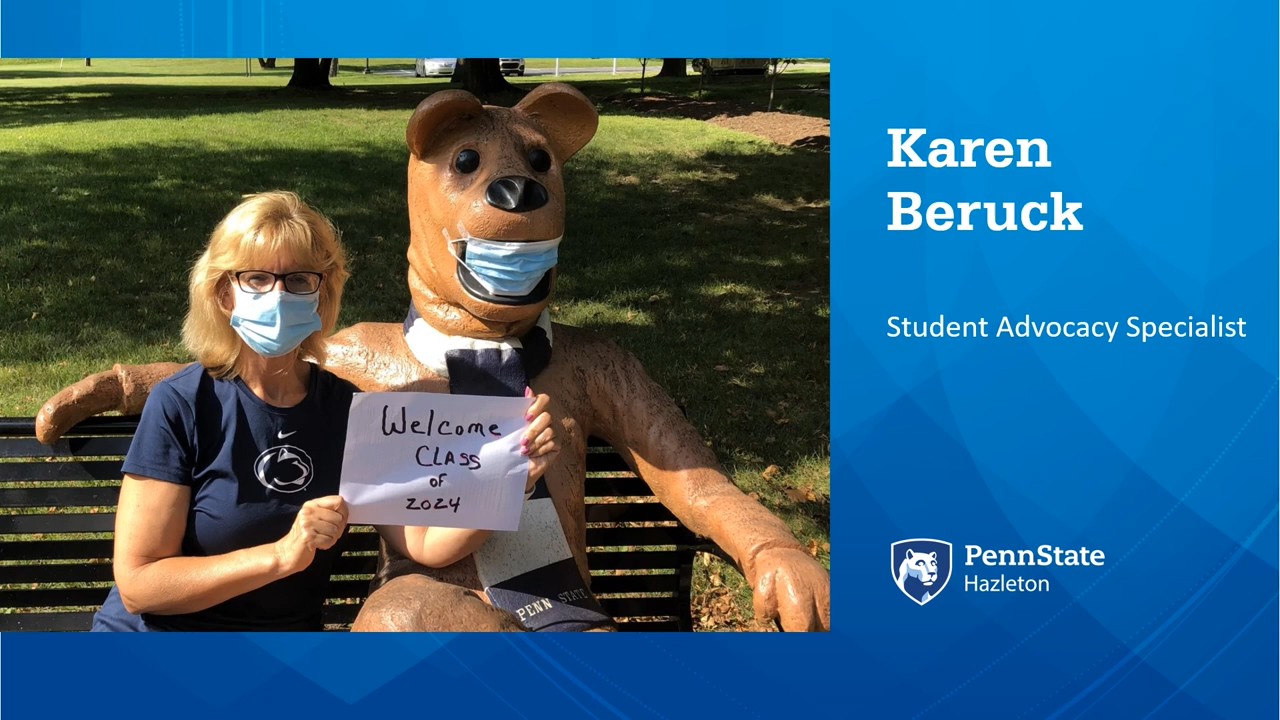 Karen
Beruck
Student Advocacy Specialist
Welcome
CLASS
OF
2024
PENN STATE
PennState
Hazleton